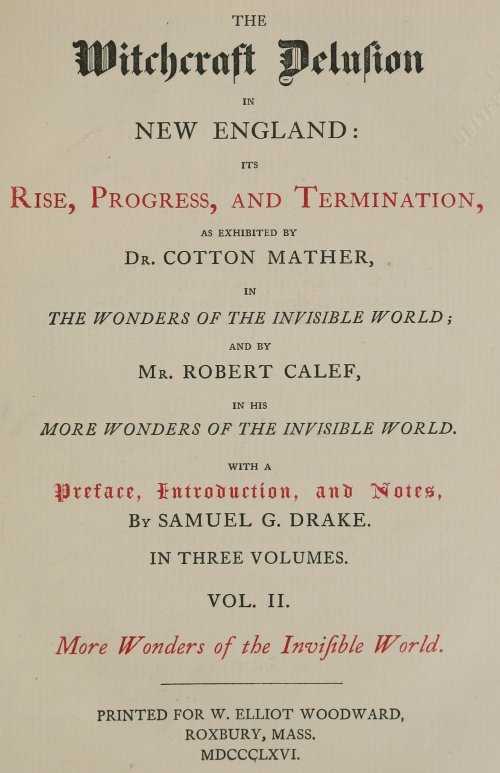 THE
Witchcraft Deluſion
IN
NEW ENGLAND:
ITS
RISE, PROGRESS, AND TERMINATION,
AS EXHIBITED BY
DR. COTTON MATHER,
IN
THE WONDERS OF THE INVISIBLE WORLD;
AND BY
MR. ROBERT CALEF,
IN HIS
MORE WONDERS OF THE INVISIBLE WORLD.
WITH A
Preface, Introduction, and Notes,
BY SAMUEL G. DRAKE.
IN THREE VOLUMES.
VOL. II.
More Wonders of the Inviſible World.
PRINTED FOR W. ELLIOT WOODWARD,
ROXBURY, MASS.
MDCCCLXVI.